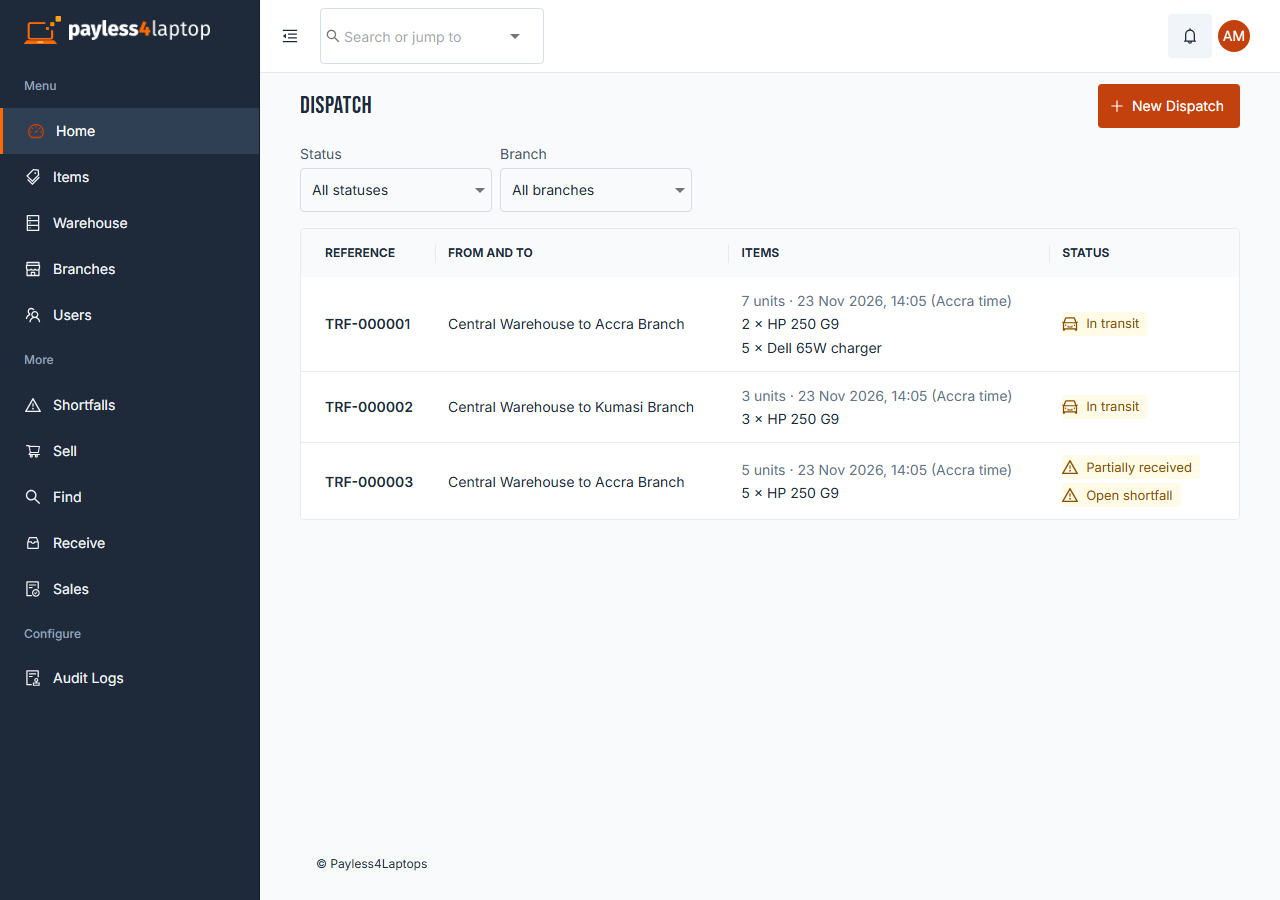 payless4laptop
Menu
Home
Items
Warehouse
Branches
Users
More
Shortfalls
Sell
Find
Receive
Sales
Configure
Audit Logs
Search or jump to
AM
DISPATCH
+ New Dispatch
Status
Branch
All statuses
All branches
REFERENCE FROM AND TO ITEMS STATUS
TRF-000001 Central Warehouse to Accra Branch
7 units · 23 Nov 2026, 14:05 (Accra time)
2 × HP 250 G9
5 × Dell 65W charger
In transit
TRF-000002 Central Warehouse to Kumasi Branch
3 units · 23 Nov 2026, 14:05 (Accra time)
3 × HP 250 G9
In transit
TRF-000003 Central Warehouse to Accra Branch
5 units · 23 Nov 2026, 14:05 (Accra time)
5 × HP 250 G9
Partially received
Open shortfall
© Payless4Laptops